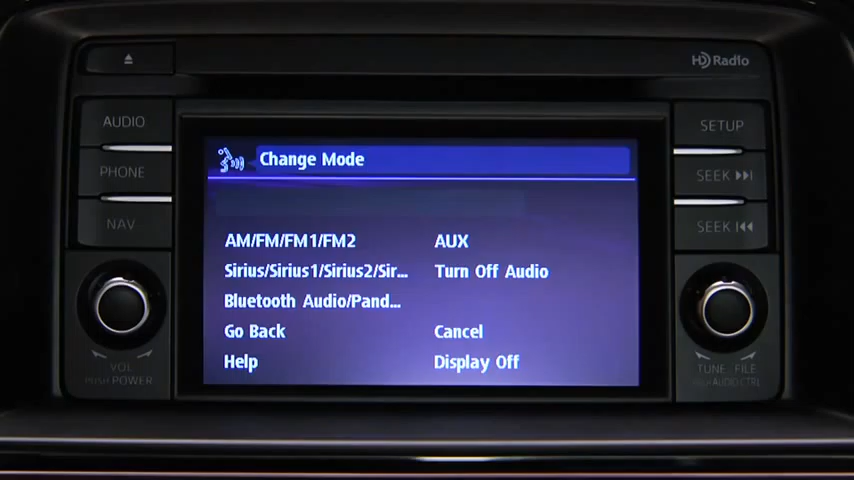 HD Radio
AUDIO
PHONE
NAV
VOL
PUSH POWER
SETUP
SEEK
SEEK
TUNE / FILE
PUSH AUDIO CTRL
Change Mode
AM/FM/FM1/FM2
AUX
Sirius/Sirius1/Sirius2/Sir...
Turn Off Audio
Bluetooth Audio/Pand...
Go Back
Cancel
Help
Display Off